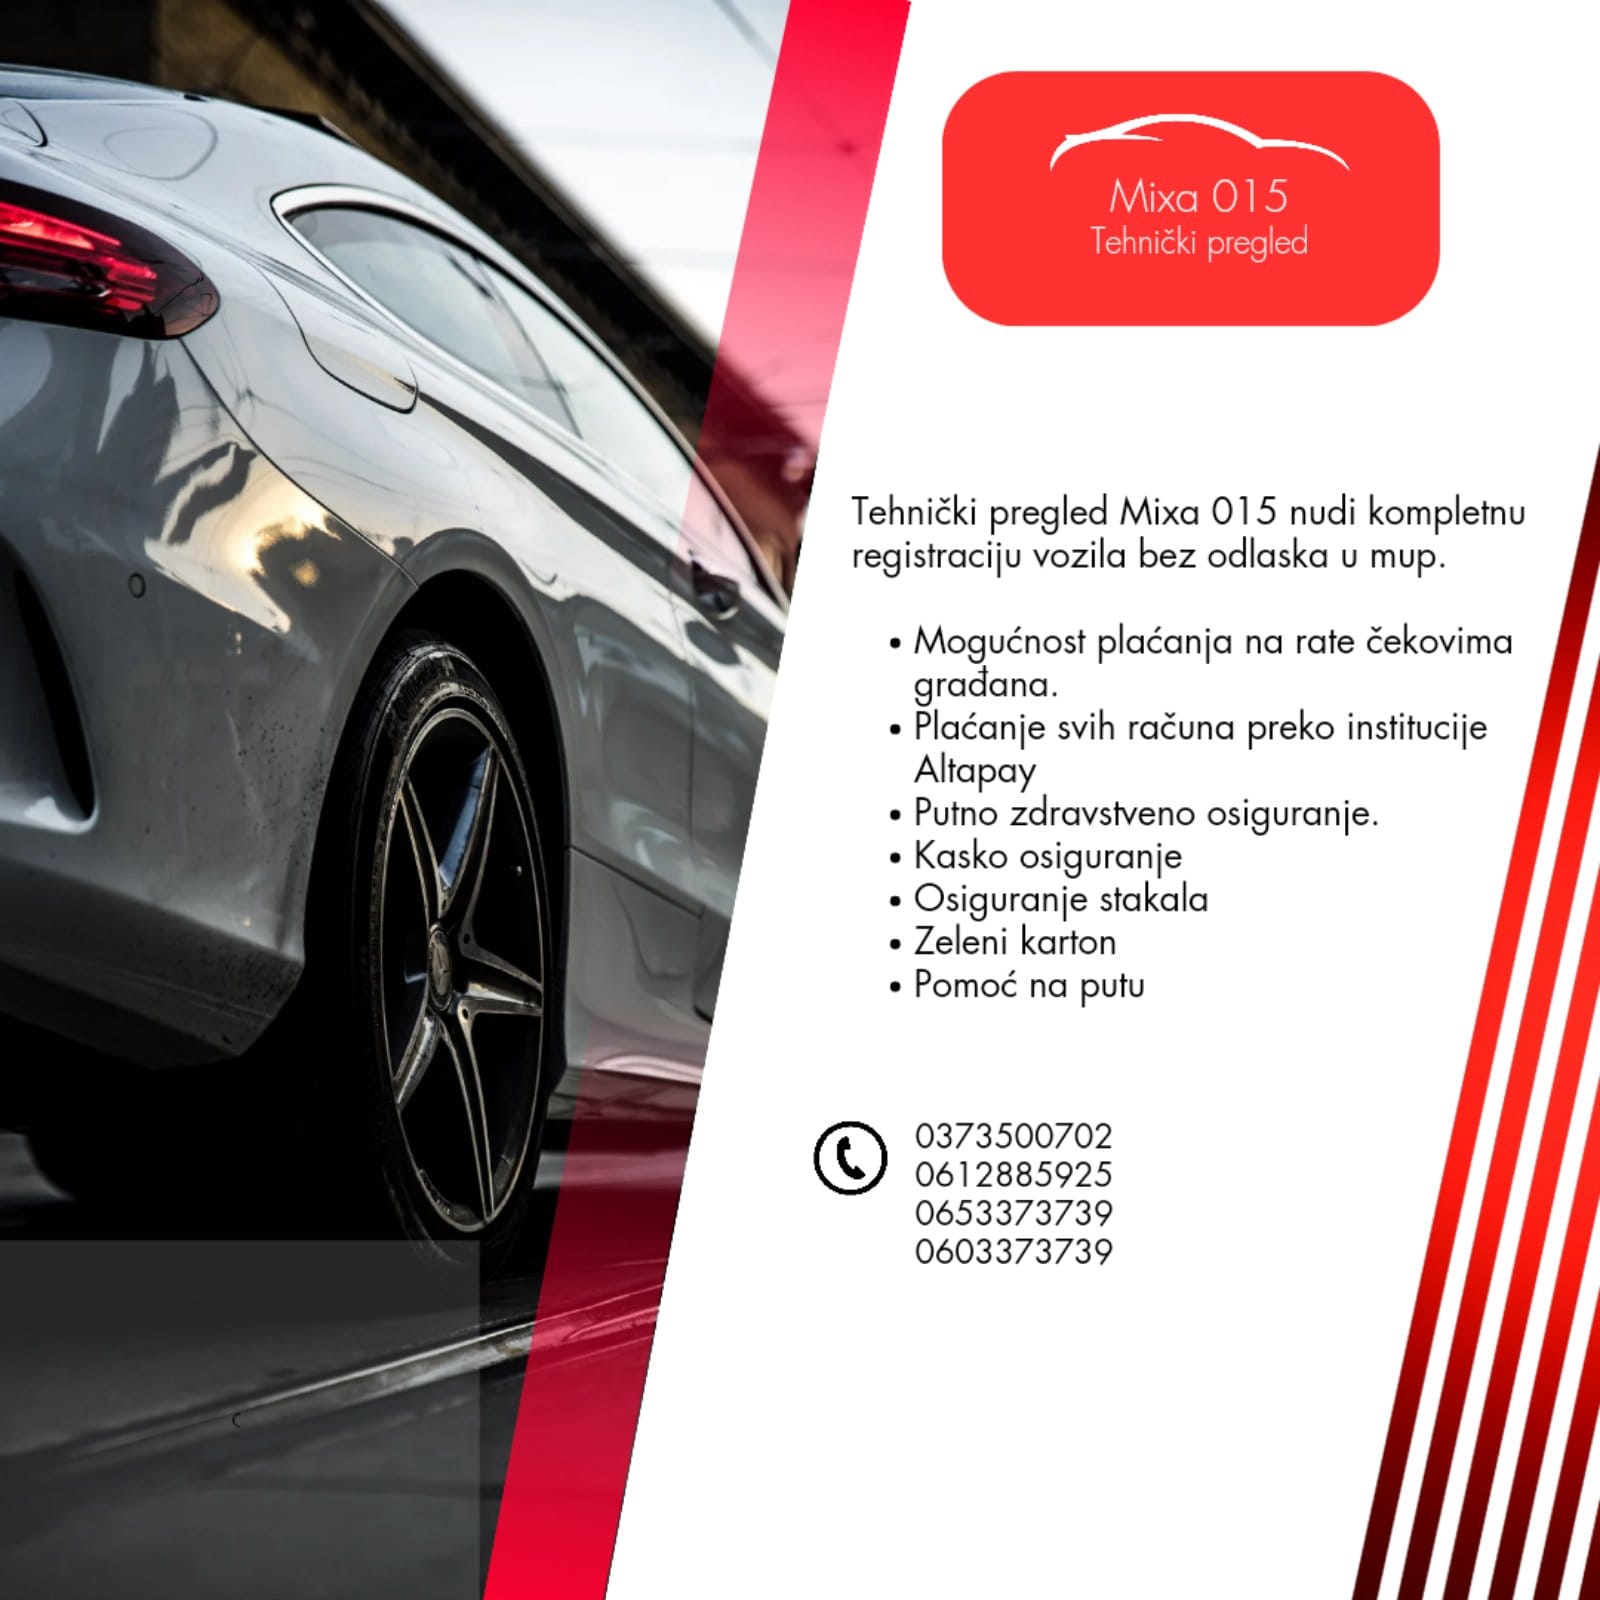 Mixa 015
Tehnički pregled
Tehnički pregled Mixa 015 nudi kompletnu
registraciju vozila bez odlaska u mup.
• Mogućnost plaćanja na rate čekovima
građana.
• Plaćanje svih računa preko institucije
Altapay
• Putno zdravstveno osiguranje.
• Kasko osiguranje
• Osiguranje stakala
• Zeleni karton
• Pomoć na putu
0373500702
0612885925
0653373739
0603373739